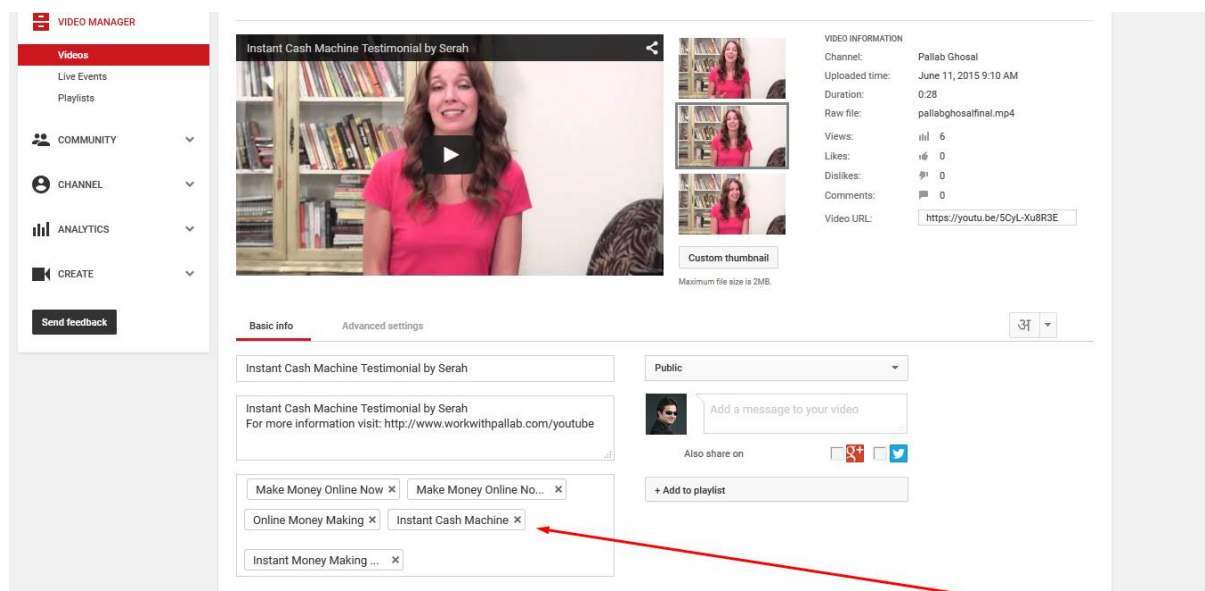 VIDEO MANAGER
Videos
Live Events
Playlists
COMMUNITY
CHANNEL
ANALYTICS
CREATE
Send feedback
Instant Cash Machine Testimonial by Serah
Custom thumbnail
Maximum file size is 2MB.
VIDEO INFORMATION
Channel: Pallab Ghosal
Uploaded time: June 11, 2015 9:10 AM
Duration: 0:28
Raw file: pallabghosalfinal.mp4
Views: 6
Likes: 0
Dislikes: 0
Comments: 0
Video URL: https://youtu.be/5CyL-Xu8R3E
Basic info Advanced settings
अ
Instant Cash Machine Testimonial by Serah
Instant Cash Machine Testimonial by Serah
For more information visit: http://www.workwithpallab.com/youtube
Make Money Online Now × Make Money Online No... ×
Online Money Making × Instant Cash Machine ×
Instant Money Making ... ×
Public
Add a message to your video
Also share on g+
+ Add to playlist